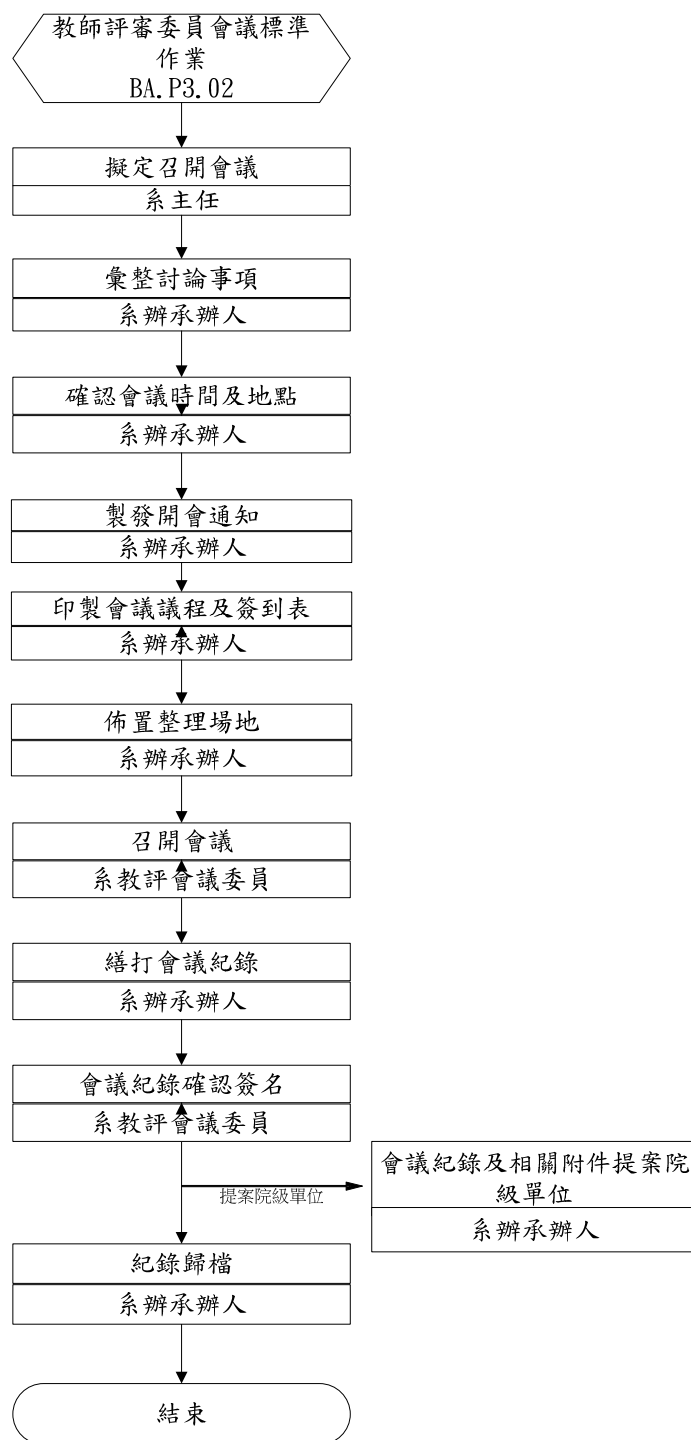 教師評審委員會議標準
作業
BA.P3.02
擬定召開會議
系主任
彙整討論事項
系辦承辦人
確認會議時間及地點
系辦承辦人
製發開會通知
系辦承辦人
印製會議議程及簽到表
系辦承辦人
佈置整理場地
系辦承辦人
召開會議
系教評會議委員
繕打會議紀錄
系辦承辦人
會議紀錄確認簽名
系教評會議委員
提案院級單位
會議紀錄及相關附件提案院
級單位
系辦承辦人
紀錄歸檔
系辦承辦人
結束